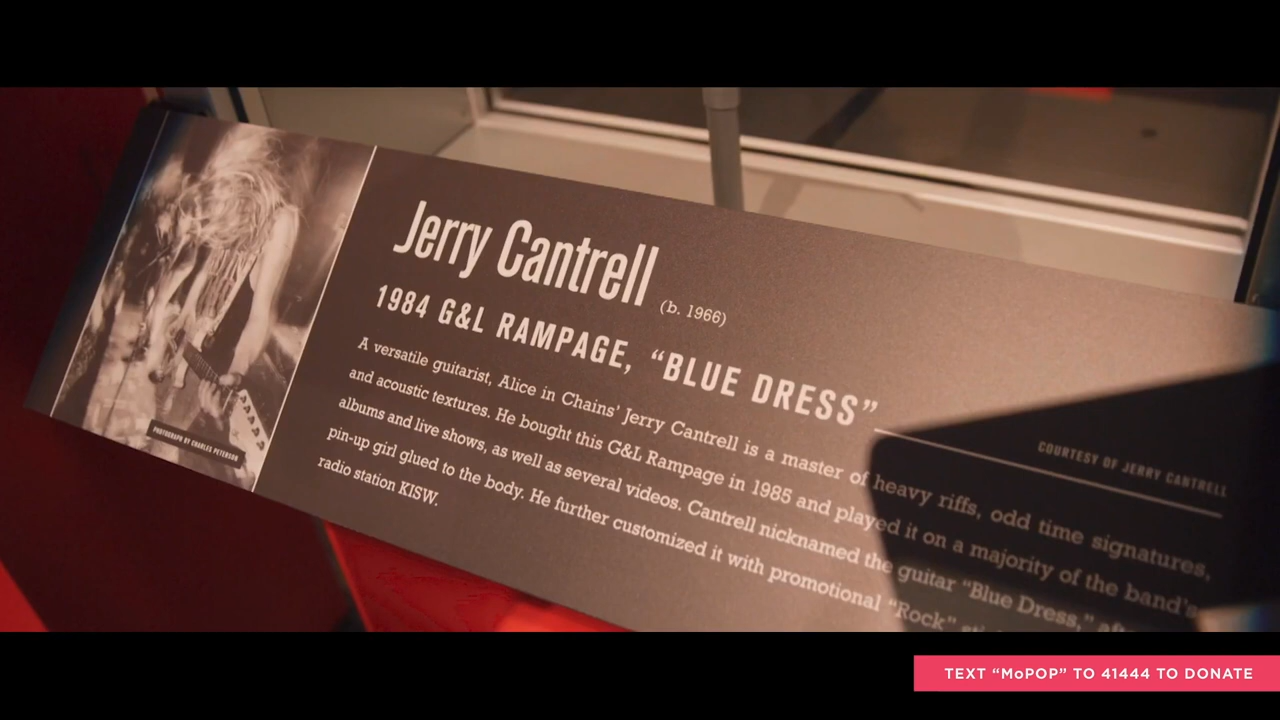 Jerry Cantrell (b. 1966)
1984 G&L RAMPAGE, “BLUE DRESS”
COURTESY OF JERRY CANTRELL
A versatile guitarist, Alice in Chains’ Jerry Cantrell is a master of heavy riffs, odd time signatures,
and acoustic textures. He bought this G&L Rampage in 1985 and played it on a majority of the band’s
albums and live shows, as well as several videos. Cantrell nicknamed the guitar “Blue Dress,”
pin-up girl glued to the body. He further customized it with promotional “Rock”
radio station KISW.
PHOTOGRAPH BY CHARLES PETERSON
TEXT “MoPOP” TO 41444 TO DONATE